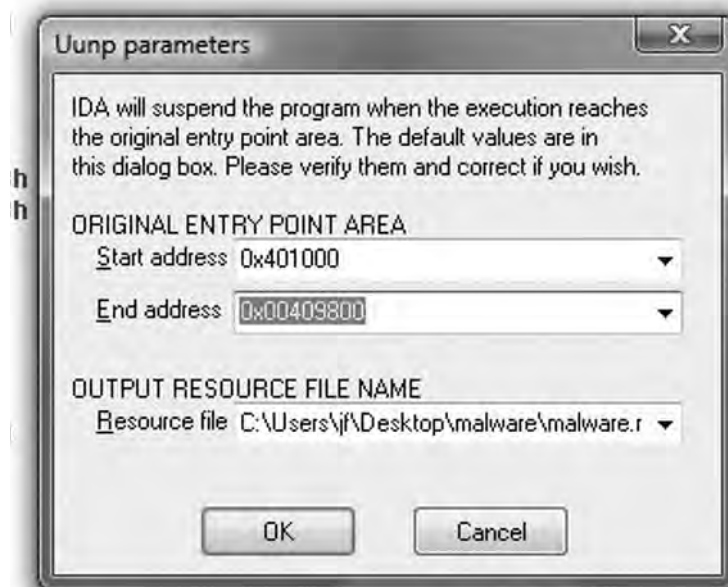 Uunp parameters
IDA will suspend the program when the execution reaches
the original entry point area. The default values are in
this dialog box. Please verify them and correct if you wish.
h
h
ORIGINAL ENTRY POINT AREA
Start address 0x401000
End address 0x00409800
OUTPUT RESOURCE FILE NAME
Resource file C:\Users\jf\Desktop\malware\malware.r
OK
Cancel